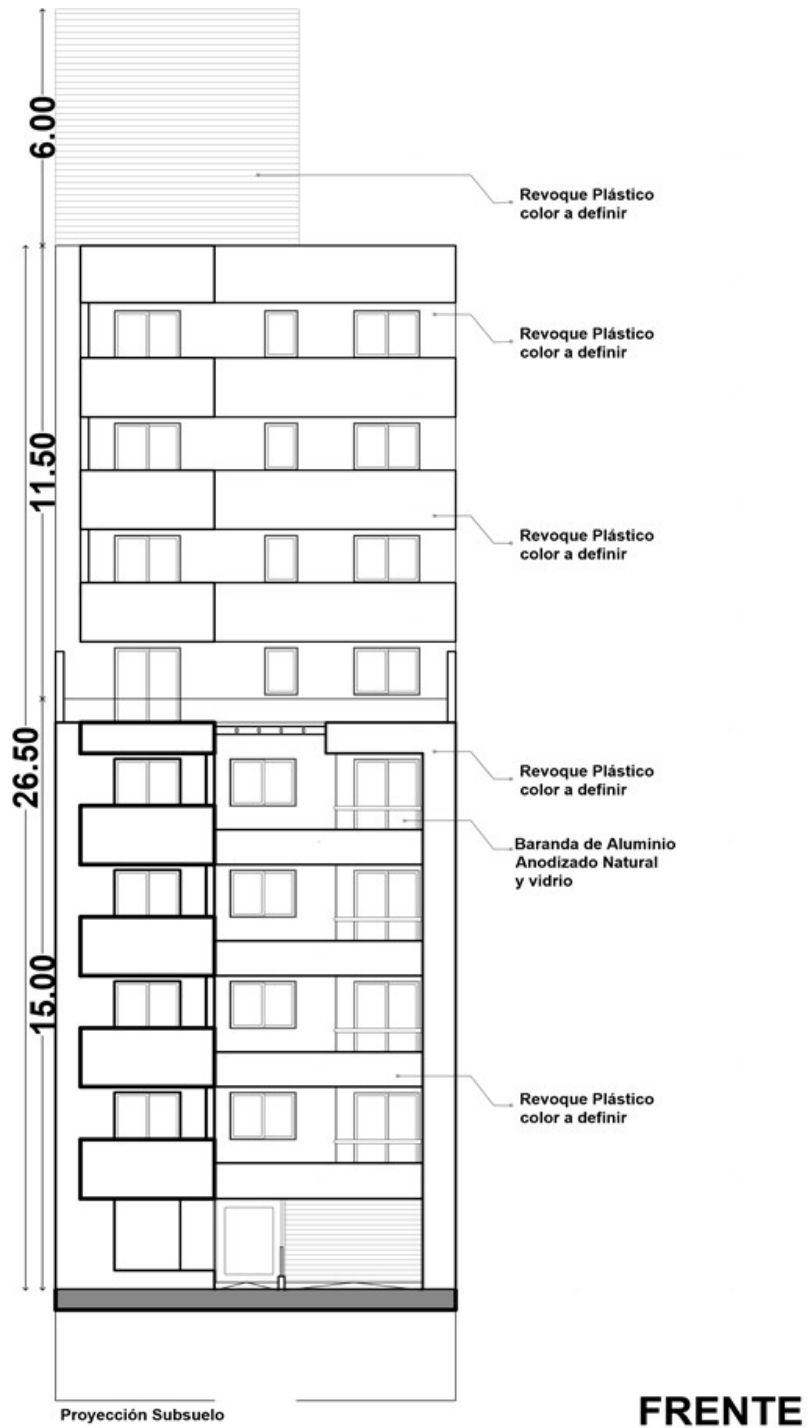 6.00
Revoque Plástico
color a definir
Revoque Plástico
color a definir
11.50
Revoque Plástico
color a definir
26.50
Revoque Plástico
color a definir
Baranda de Aluminio
Anodizado Natural
y vidrio
15.00
Revoque Plástico
color a definir
Proyección Subsuelo
FRENTE